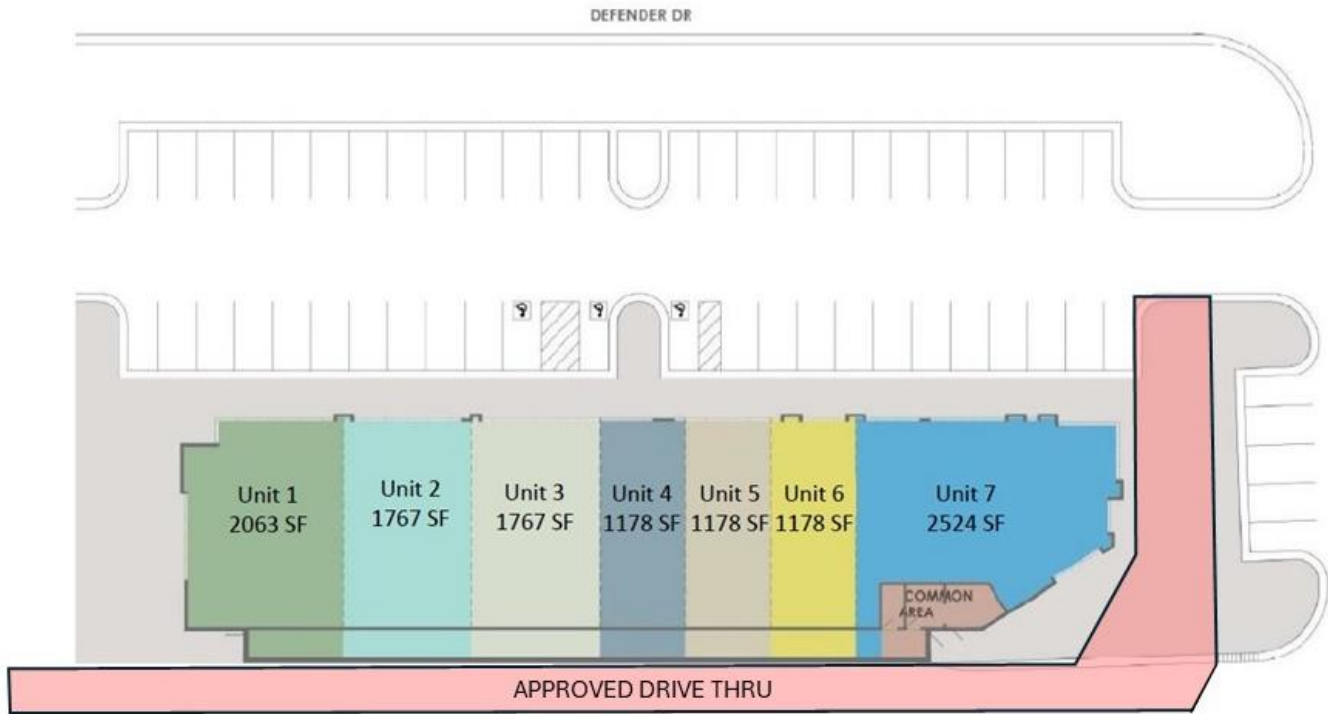 DEFENDER DR
Unit 1
2063 SF
Unit 2
1767 SF
Unit 3
1767 SF
Unit 4
1178 SF
Unit 5
1178 SF
Unit 6
1178 SF
Unit 7
2524 SF
COMMON
AREA
APPROVED DRIVE THRU